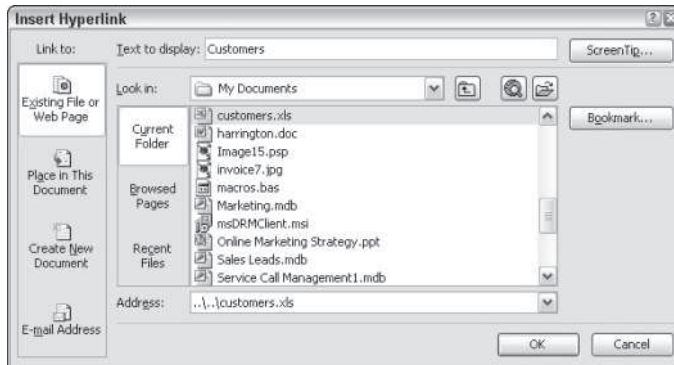 Insert Hyperlink
Link to:
Text to display: Customers
ScreenTip...
Existing File or
Web Page
Look in:
My Documents
Bookmark...
Current
Folder
Browsed
Pages
Recent
Files
customers.xls
harrington.doc
Image15.psp
invoice7.jpg
macros.bas
Marketing.mdb
msDRMClient.msi
Online Marketing Strategy.ppt
Sales Leads.mdb
Service Call Management1.mdb
Place in This
Document
Create New
Document
E-mail Address
Address: ..\..\customers.xls
OK
Cancel